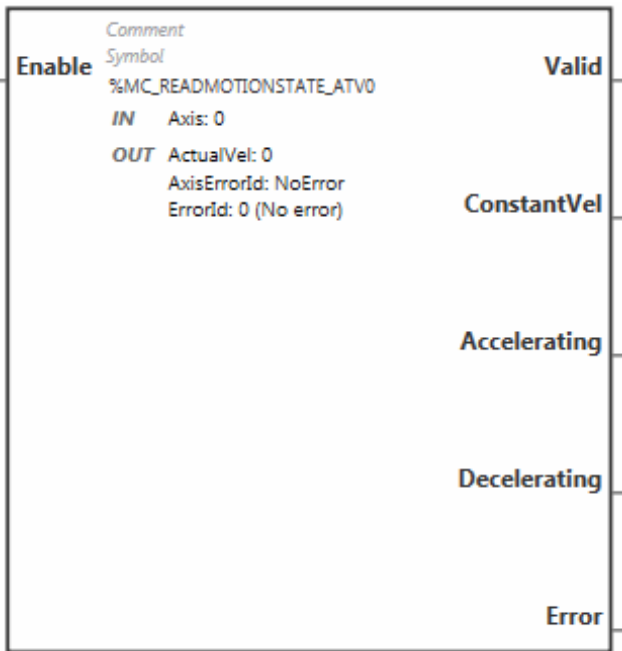 Comment
Enable Symbol Valid
%MC_READMOTIONSTATE_ATV0
IN Axis: 0
OUT ActualVel: 0
AxisErrorId: NoError
ErrorId: 0 (No error)
ConstantVel
Accelerating
Decelerating
Error